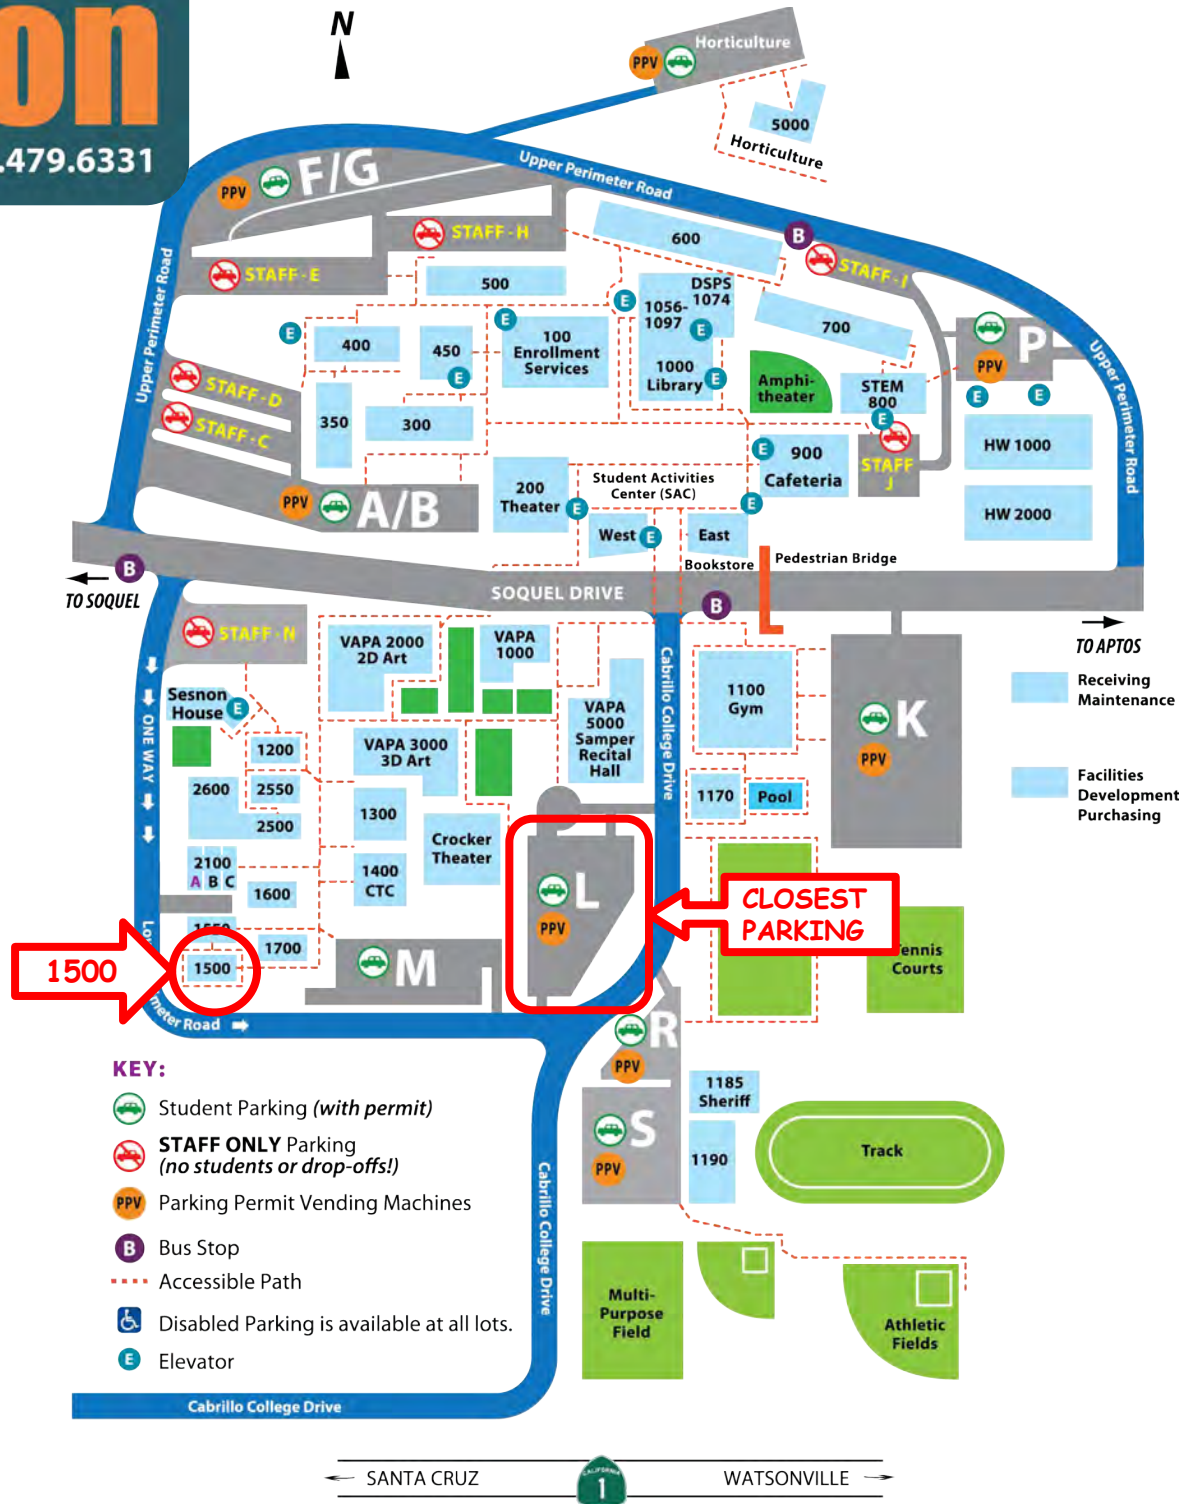 on
.479.6331
N
Horticulture
PPV
5000
Horticulture
Upper Perimeter Road
F/G
PPV
STAFF - H
STAFF - E
600
B
STAFF - I
500
DSPS
1074
1056-
1097
E
E
E
E
700
P
PPV
400
450
E
100
Enrollment
Services
1000
Library
E
Amphi-
theater
STEM
800
E
E
E
Upper Perimeter Road
Upper Perimeter Road
STAFF - D
STAFF - C
350
300
E
900
Cafeteria
STAFF
J
HW 1000
HW 2000
PPV
A/B
200
Theater
E
Student Activities
Center (SAC)
E
West
E
East
Bookstore
Pedestrian Bridge
B
TO SOQUEL
SOQUEL DRIVE
B
TO APTOS
STAFF - N
VAPA 2000
2D Art
VAPA
1000
Cabrillo College Drive
1100
Gym
K
PPV
Receiving
Maintenance
Sesnon
House
E
VAPA
5000
Samper
Recital
Hall
ONE WAY
1200
VAPA 3000
3D Art
2600
2550
2500
1300
1170
Pool
Facilities
Development
Purchasing
Crocker
Theater
2100
A B C
1400
CTC
1600
L
PPV
CLOSEST
PARKING
Tennis
Courts
1550
1700
1500
1500
M
meter Road
R
PPV
KEY:
Student Parking (with permit)
STAFF ONLY Parking
(no students or drop-offs!)
PPV Parking Permit Vending Machines
B Bus Stop
Accessible Path
Disabled Parking is available at all lots.
E Elevator
1185
Sheriff
S
PPV
1190
Track
Cabrillo College Drive
Multi-
Purpose
Field
Athletic
Fields
Cabrillo College Drive
SANTA CRUZ
CALIFORNIA
1
WATSONVILLE